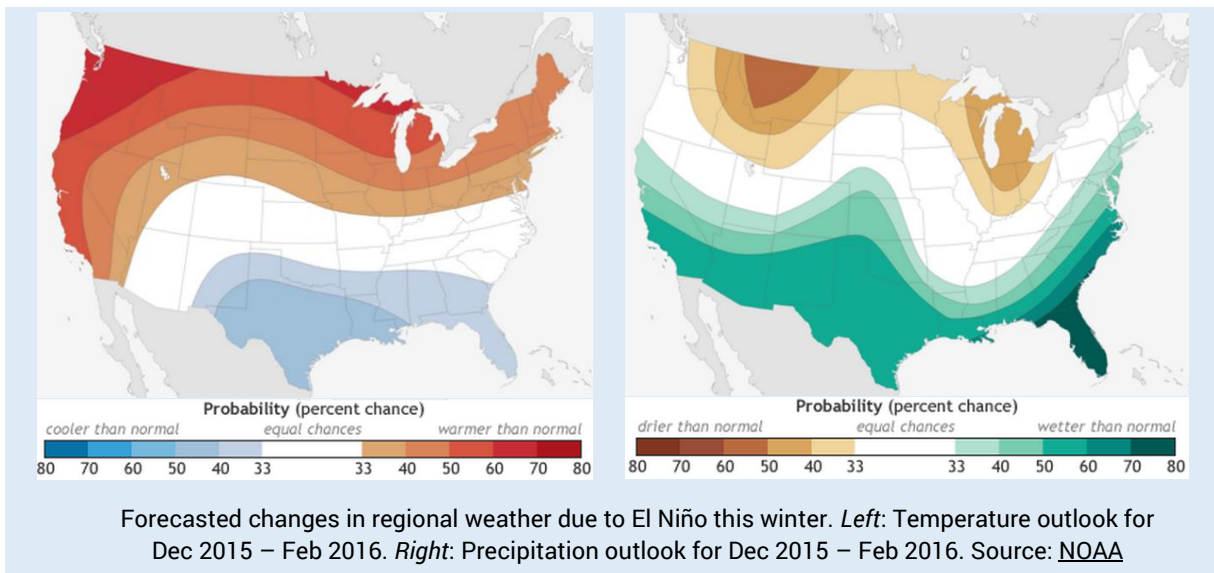 Probability (percent chance)
cooler than normal equal chances warmer than normal
80 70 60 50 40 33 33 40 50 60 70 80
Probability (percent chance)
drier than normal equal chances wetter than normal
80 70 60 50 40 33 33 40 50 60 70 80
Forecasted changes in regional weather due to El Niño this winter. Left: Temperature outlook for
Dec 2015 – Feb 2016. Right: Precipitation outlook for Dec 2015 – Feb 2016. Source: NOAA